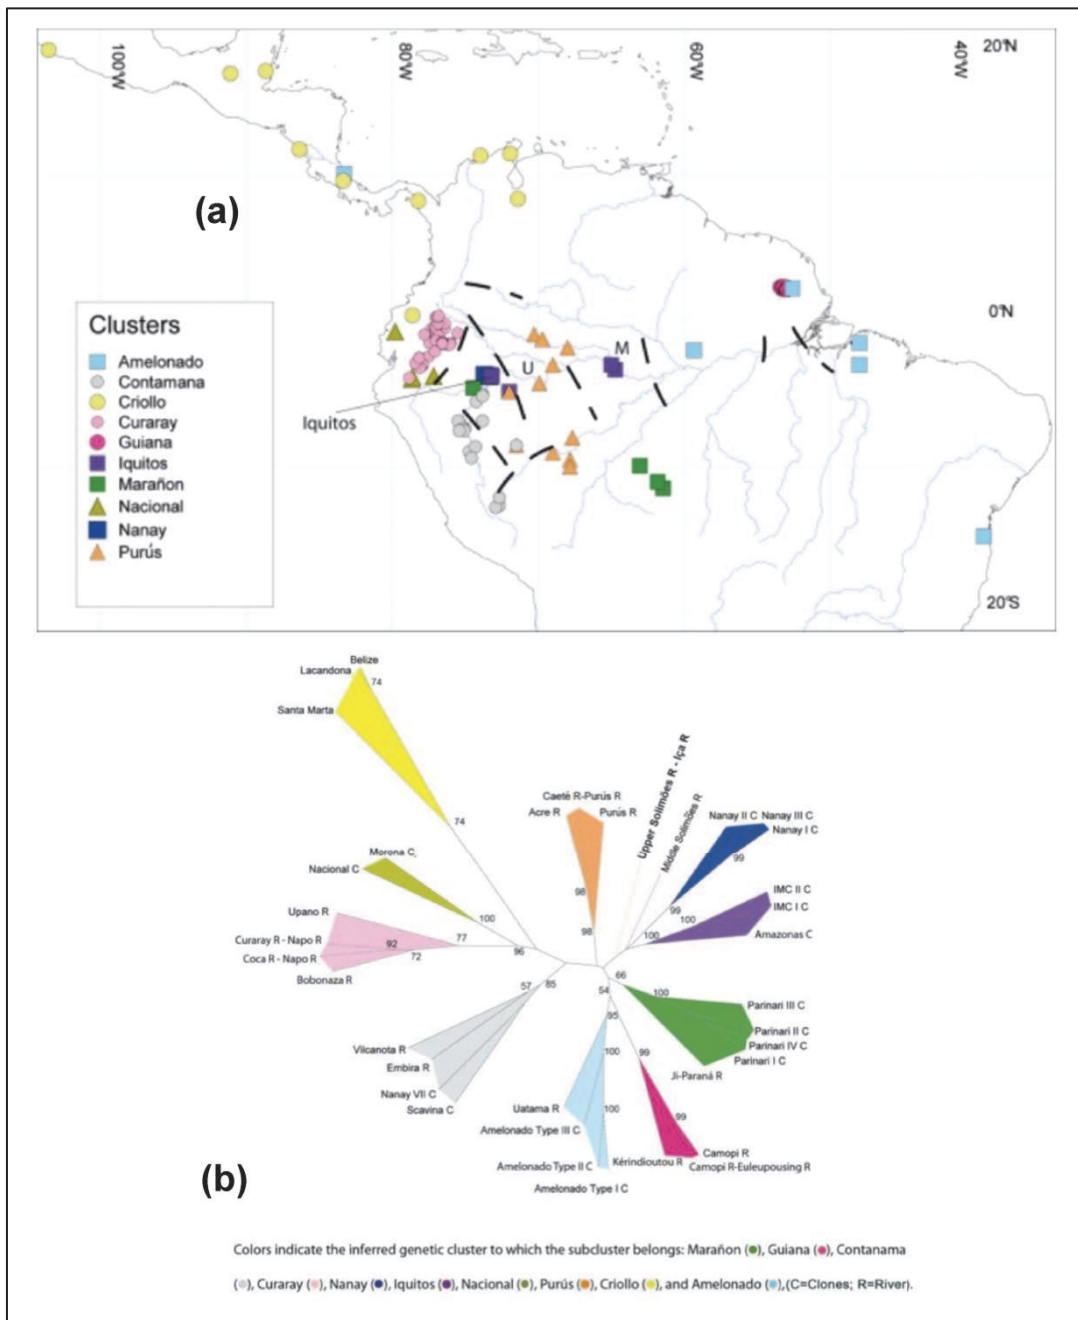 100°W
80°W
60°W
40°W
20°N
(a)
0°N
Clusters
Amelonado
Contamana
Criollo
Curaray
Guiana
Iquitos
Marañon
Nacional
Nanay
Purús
M
U
Iquitos
20°S
Belize
Lacandona
74
Santa Marta
74
Upper Solimões R - Iça R
Middle Solimões R
Caeté R-Purús R
Acre R
Purús R
98
98
Nanay II C
Nanay III C
Nanay I C
99
99
Morona C,
Nacional C
100
IMC II C
IMC I C
Amazonas C
100
100
Upano R
Curaray R - Napo R
Coca R - Napo R
Bobonaza R
92
72
77
96
66
100
54
57
85
Parinari III C
Parinari II C
Parinari IV C
Parinari I C
Ji-Paraná R
Vilcanota R
Embira R
Nanay VII C
Scavina C
95
100
100
99
99
Uatama R
Amelonado Type III C
Amelonado Type II C
Amelonado Type I C
Kérindioutou R
Camopi R
Camopi R-Euleupousing R
(b)
Colors indicate the inferred genetic cluster to which the subcluster belongs: Marañon (), Guiana (), Contanama
(), Curaray (), Nanay (), Iquitos (), Nacional (), Purús (), Criollo (), and Amelonado (),(C=Clones; R=River).